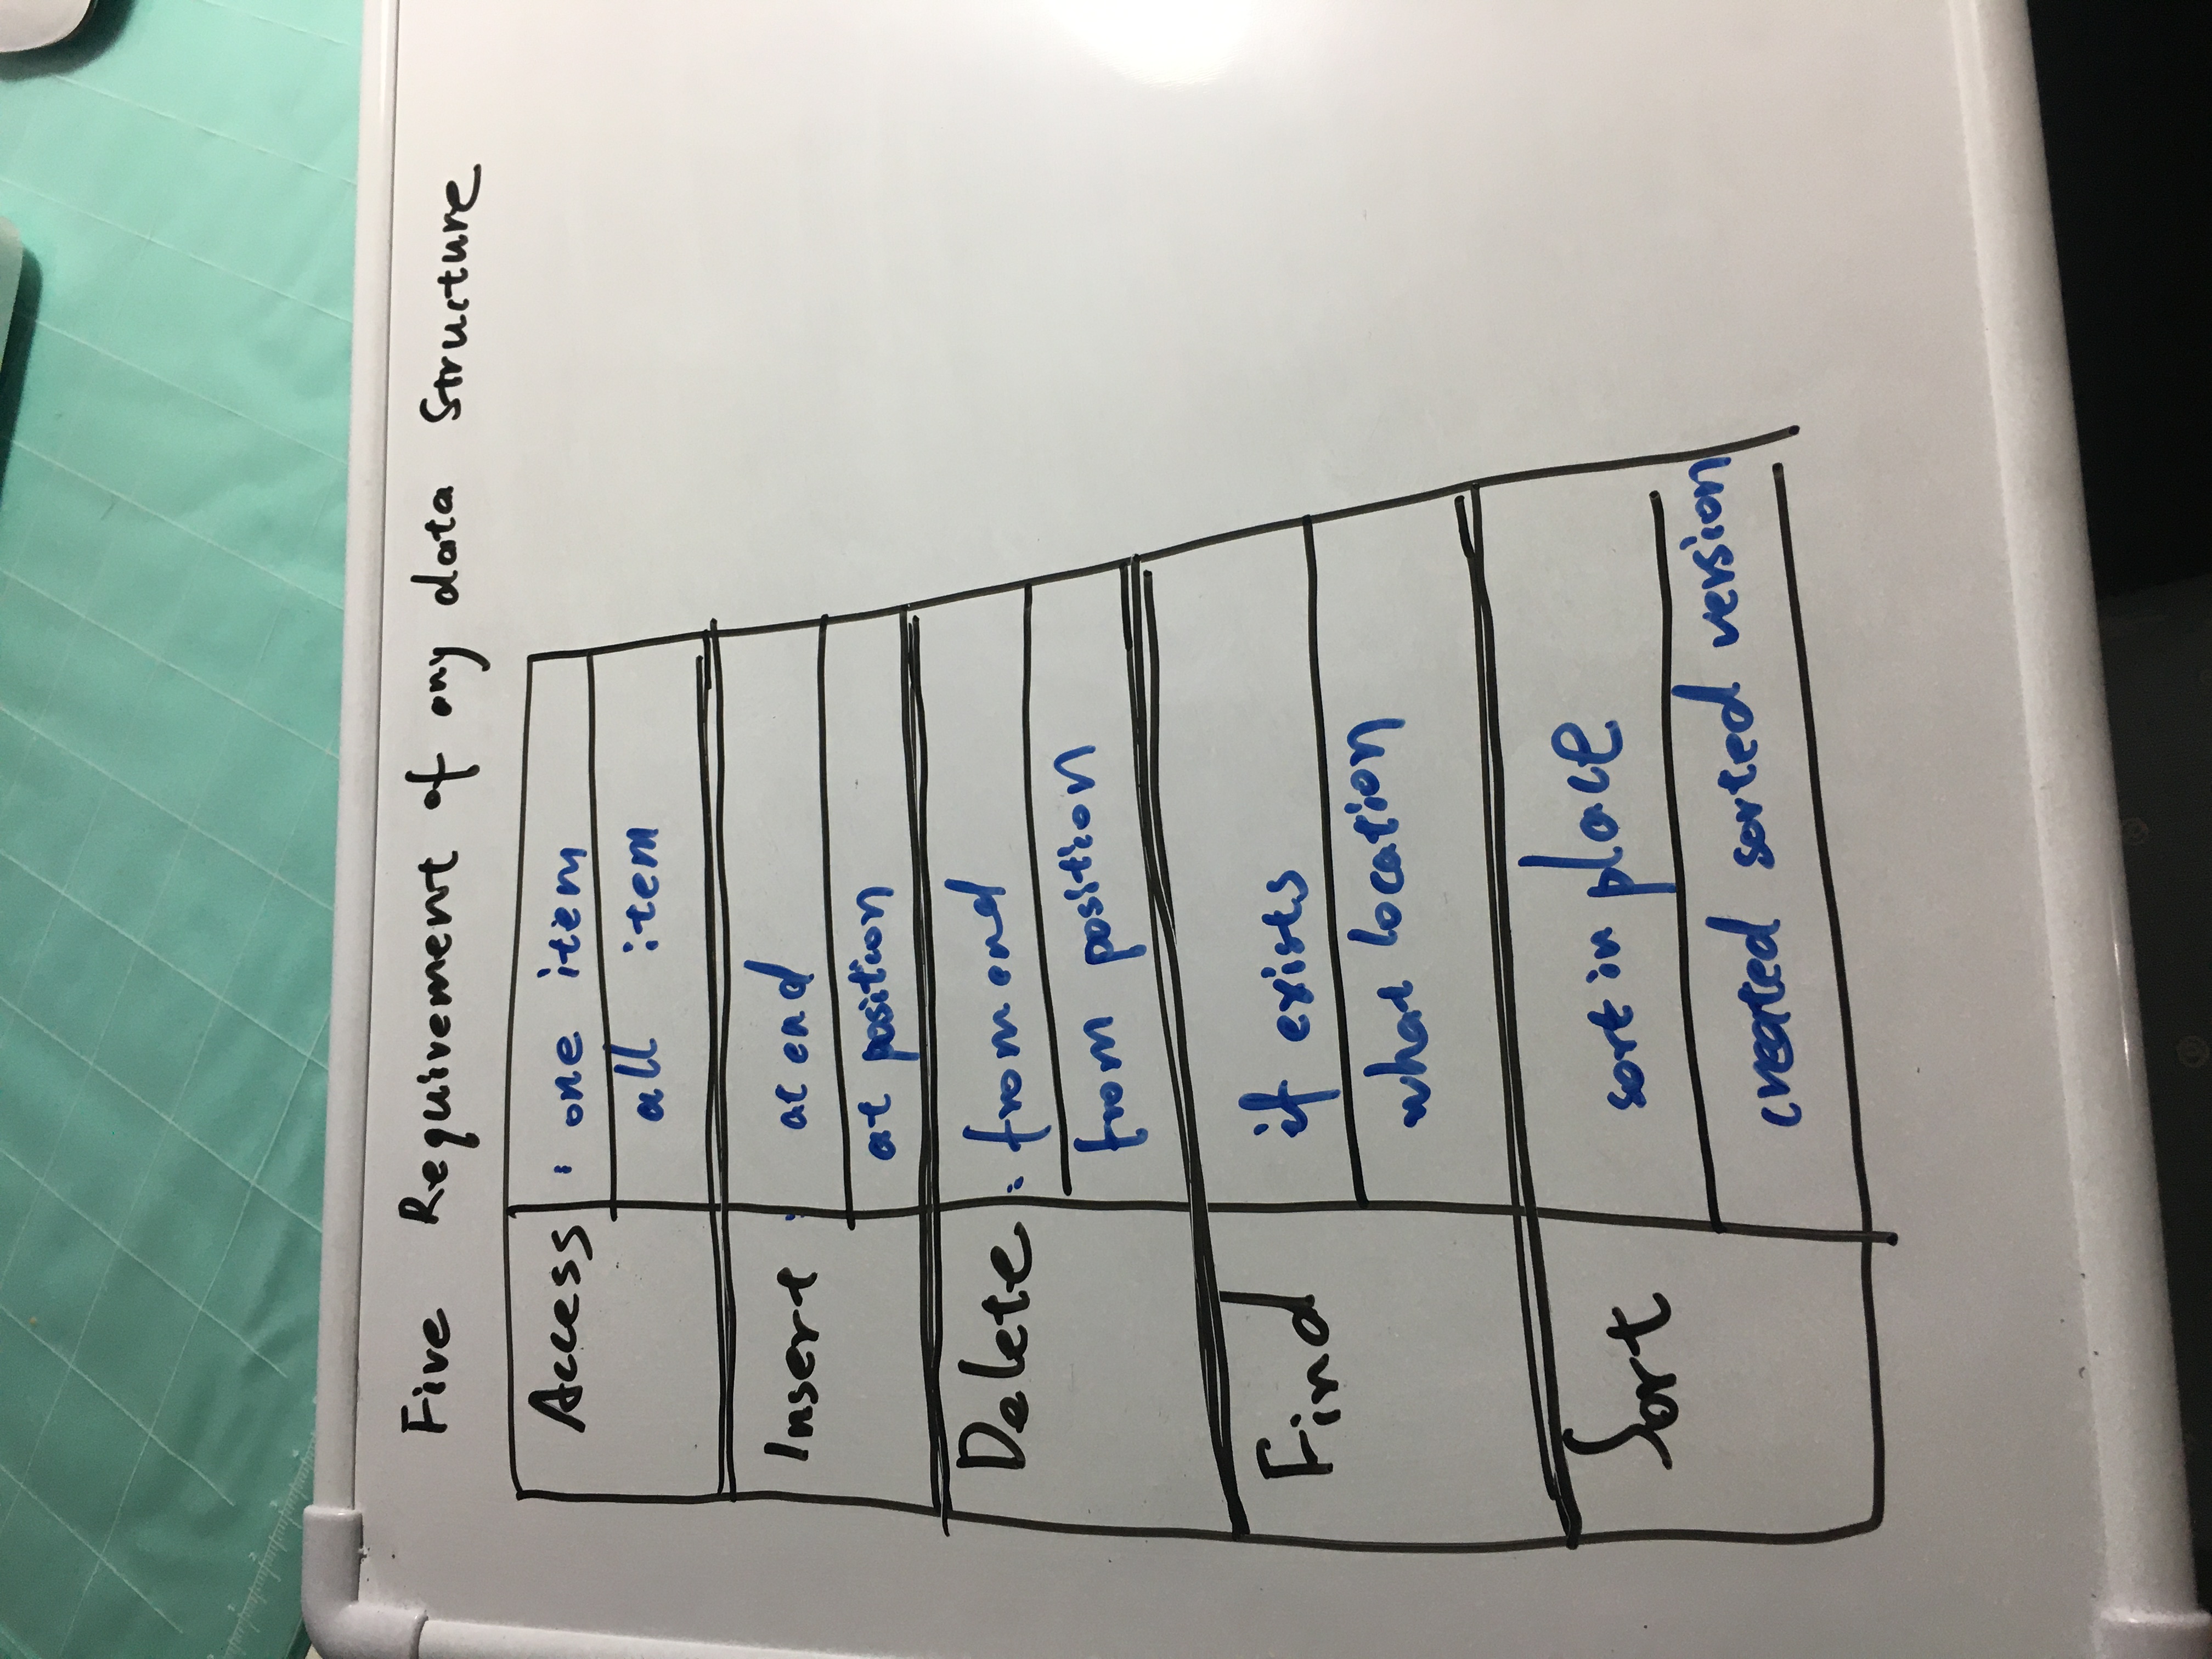 Five Requirement of any data Structure
Access : one item
all item
Insert : at end
at position
Delete : from end
from position
Find if exists
what location
Sort sort in place
created sorted version